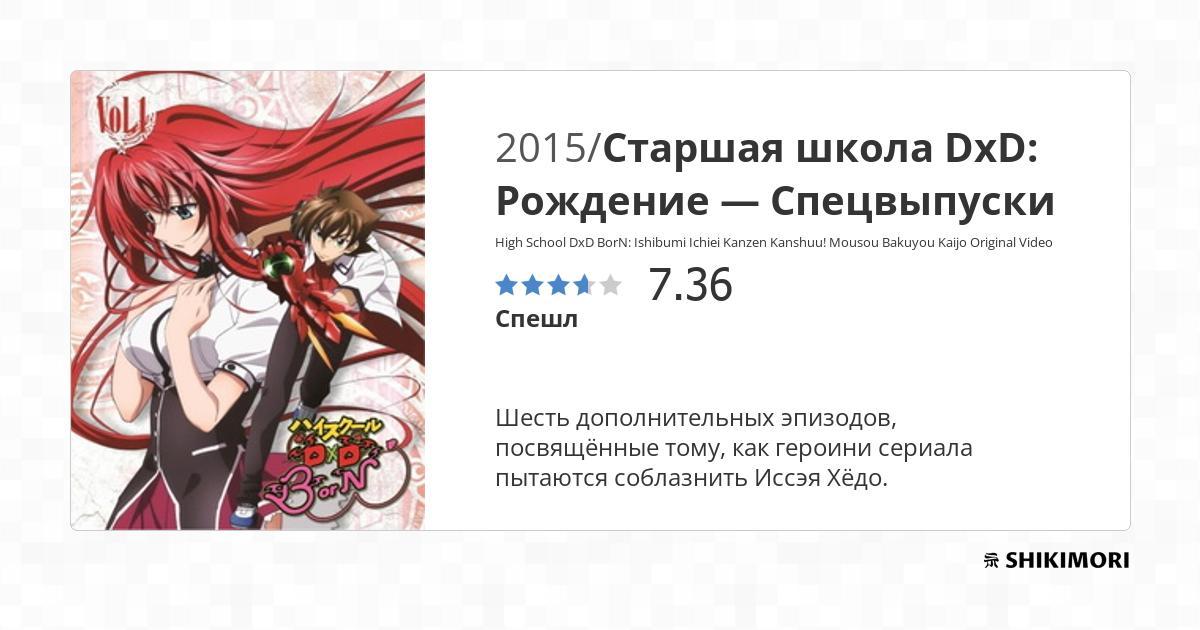 Vol.1
2015/Старшая школа DxD:
Рождение — Спецвыпуски
High School DxD BorN: Ishibumi Ichiei Kanzen Kanshuu! Mousou Bakuyou Kaijo Original Video
7.36
Спешл
Шесть дополнительных эпизодов,
посвящённые тому, как героини сериала
пытаются соблазнить Иссэя Хёдо.
ハイスクール
D×D
BorN
SHIKIMORI